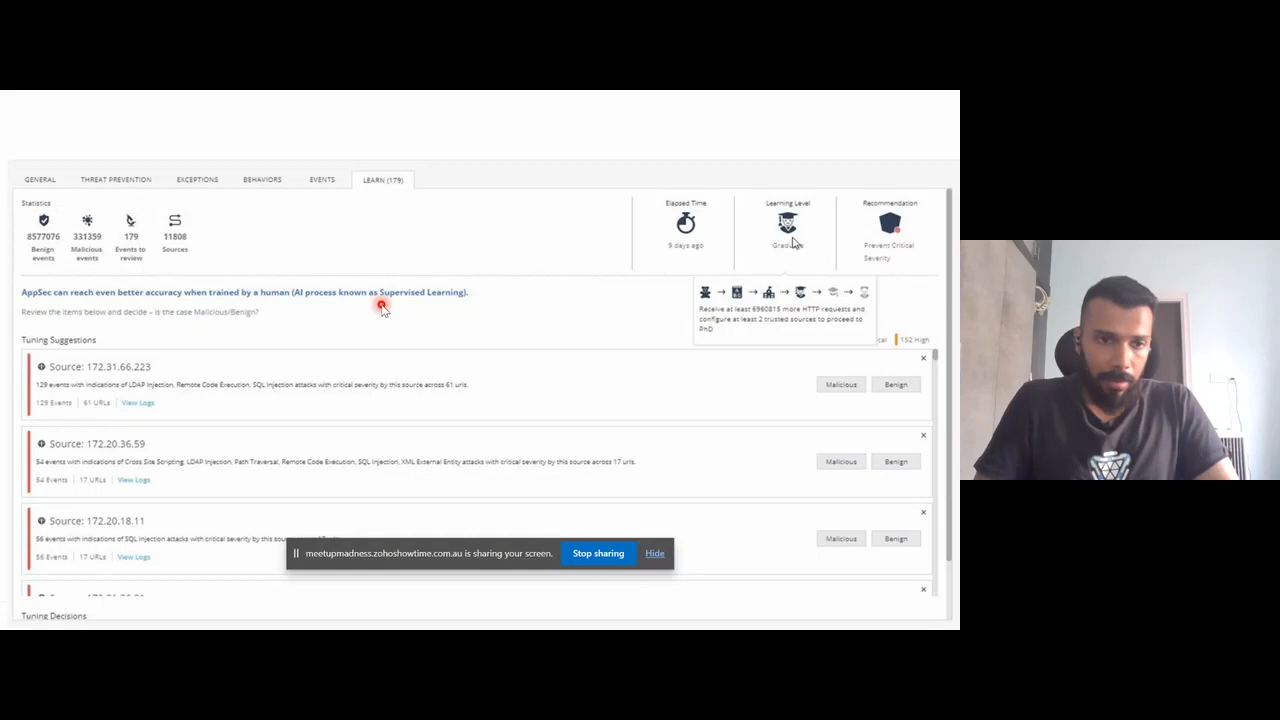 GENERAL THREAT PREVENTION EXCEPTIONS BEHAVIORS EVENTS LEARN (179)
Statistics
8577076 331359 179 11808
Benign events Malicious events Events to review Sources
Elapsed Time Learning Level Recommendation
9 days ago Prevent Critical
Severity
AppSec can reach even better accuracy when trained by a human (AI process known as Supervised Learning).
Review the items below and decide – is the case Malicious/Benign?
Receive at least 6960815 more HTTP requests and
configure at least 2 trusted sources to proceed to
PhD
Tuning Suggestions 152 High
Source: 172.31.66.223
129 events with indications of LDAP Injection, Remote Code Execution, SQL Injection attacks with critical severity by this source across 61 urls.
Malicious Benign
129 Events 61 URLs View Logs
Source: 172.20.36.59
54 events with indications of Cross Site Scripting, LDAP Injection, Path Traversal, Remote Code Execution, SQL Injection, XML External Entity attacks with critical severity by this source across 17 urls.
Malicious Benign
54 Events 17 URLs View Logs
Source: 172.20.18.11
56 events with indications of SQL Injection attacks with critical severity by this
Malicious Benign
56 Events 17 URLs View Logs
meetupmadness.zohoshowtime.com.au is sharing your screen. Stop sharing Hide
Tuning Decisions